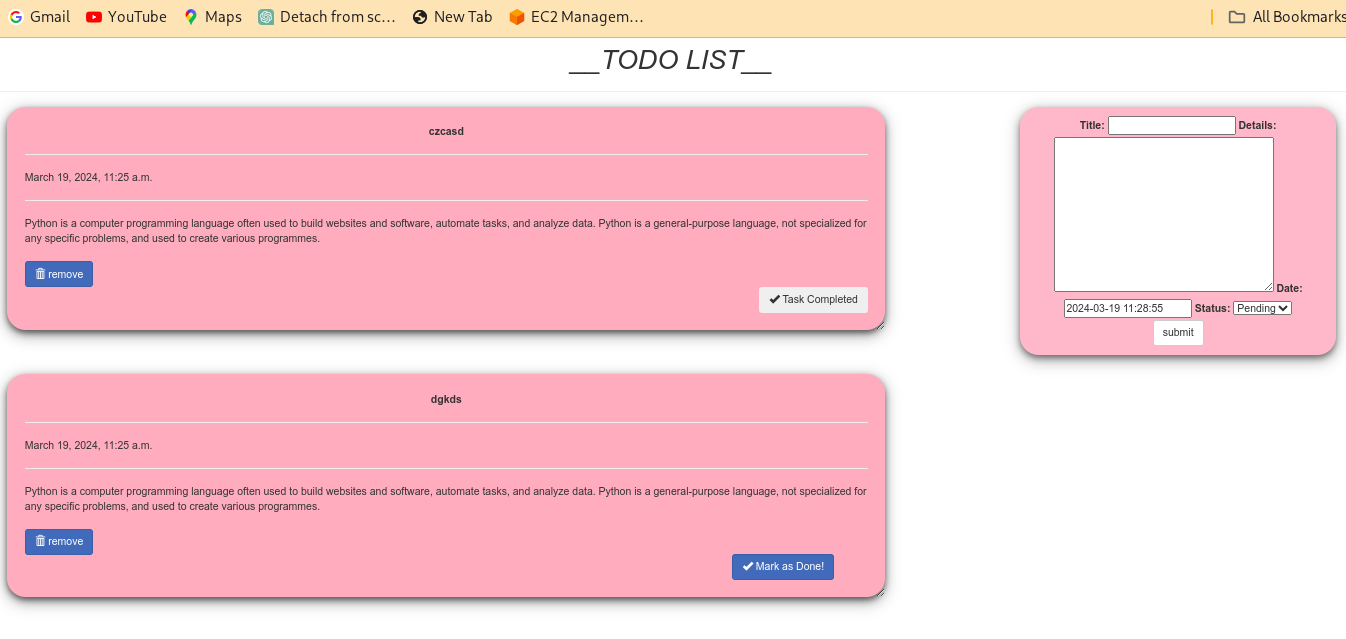 Gmail YouTube Maps Detach from sc... New Tab EC2 Managem... All Bookmarks
__TODO LIST__
czcasd
March 19, 2024, 11:25 a.m.
Python is a computer programming language often used to build websites and software, automate tasks, and analyze data. Python is a general-purpose language, not specialized for
any specific problems, and used to create various programmes.
remove
Task Completed
dgkds
March 19, 2024, 11:25 a.m.
Python is a computer programming language often used to build websites and software, automate tasks, and analyze data. Python is a general-purpose language, not specialized for
any specific problems, and used to create various programmes.
remove
Mark as Done!
Title: Details:
Date:
2024-03-19 11:28:55 Status: Pending
submit